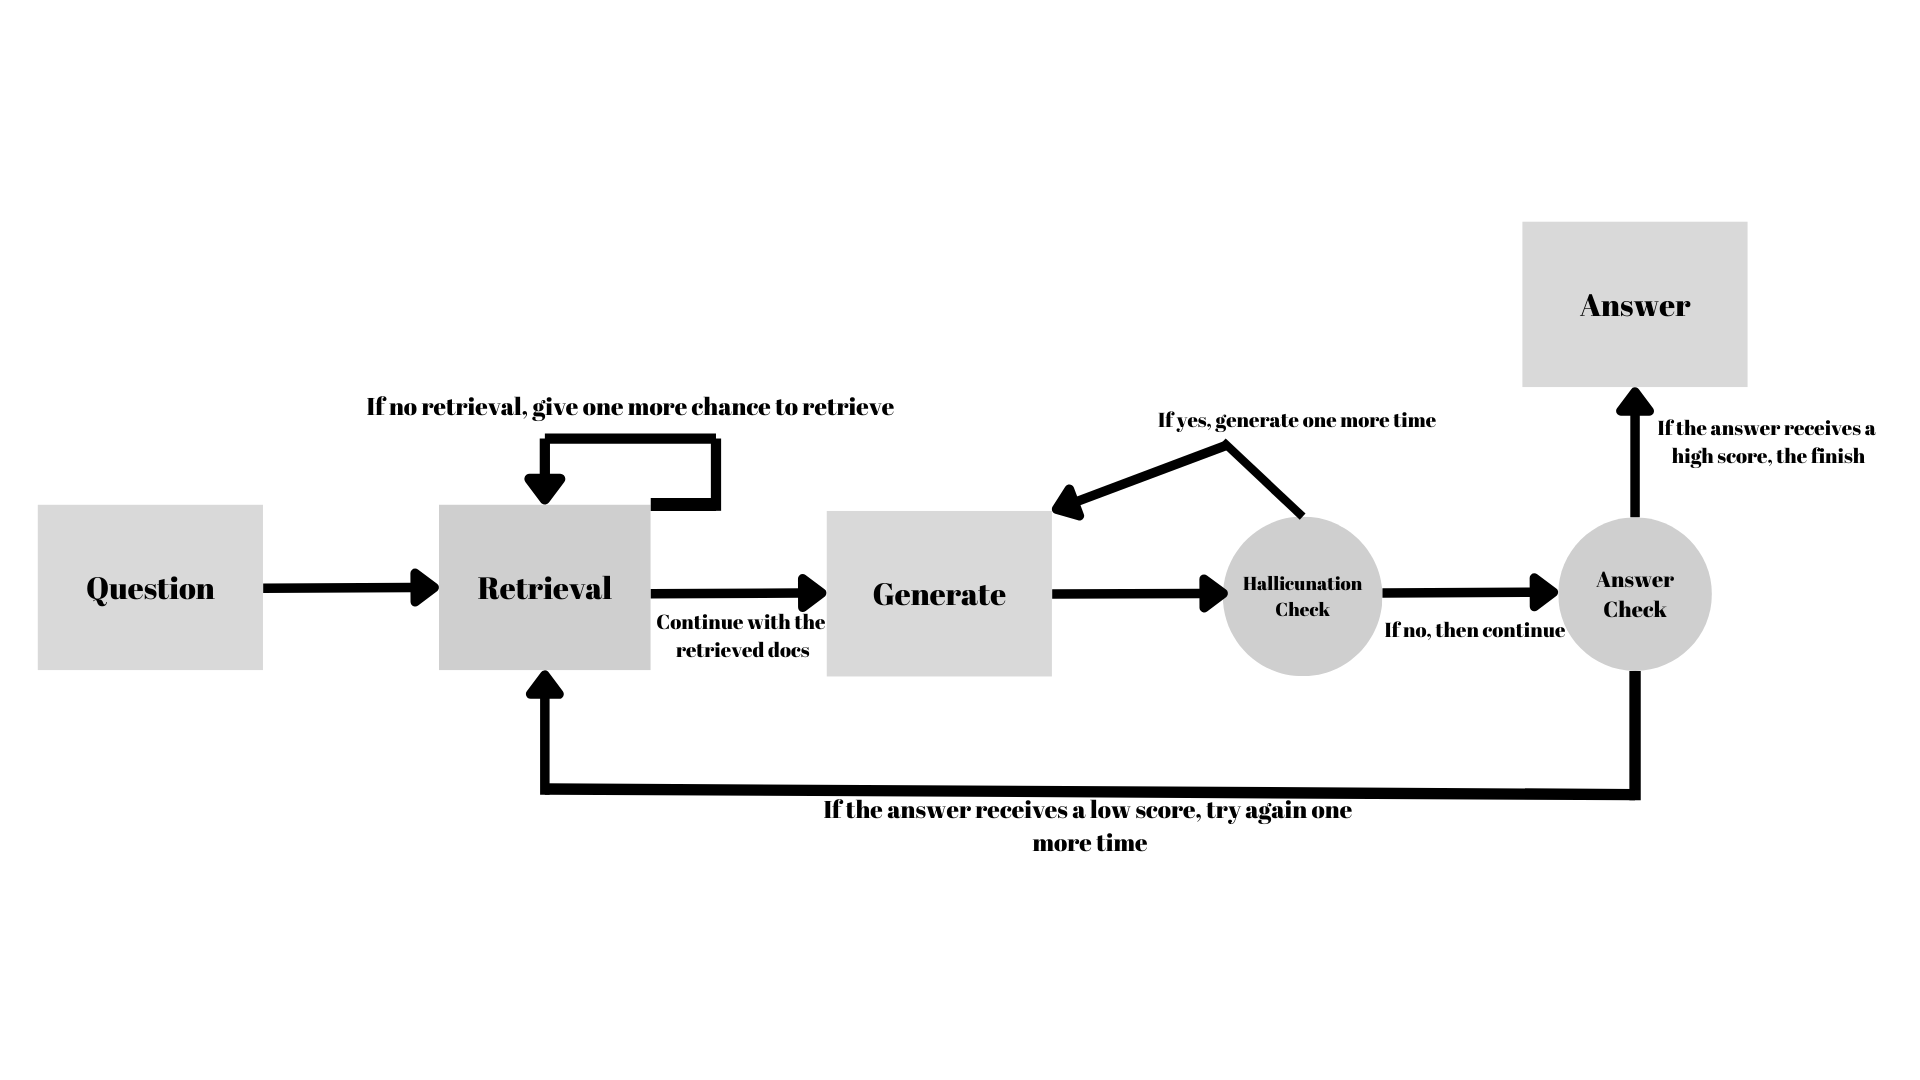 Answer
If no retrieval, give one more chance to retrieve
If yes, generate one more time
If the answer receives a
high score, the finish
Question
Retrieval
Continue with the
retrieved docs
Generate
Hallicunation
Check
If no, then continue
Answer
Check
If the answer receives a low score, try again one
more time